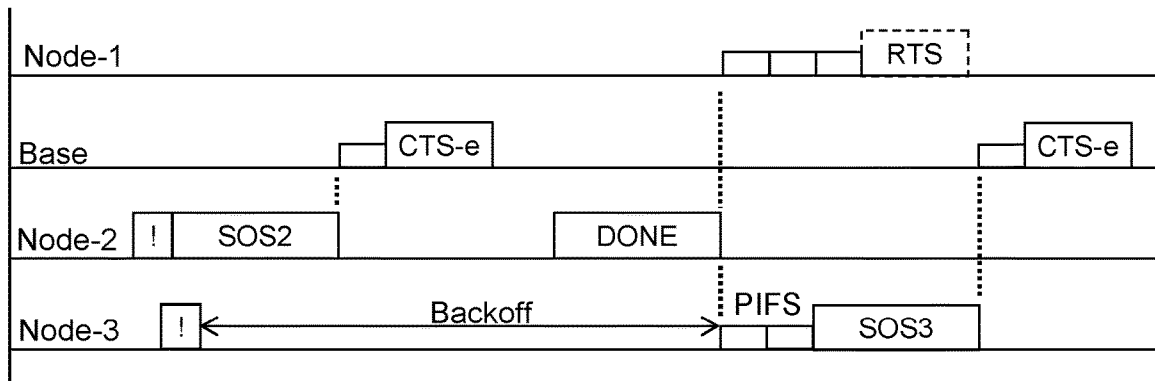 Node-1
RTS
Base
CTS-e
CTS-e
Node-2
!
SOS2
DONE
Node-3
!
Backoff
PIFS
SOS3